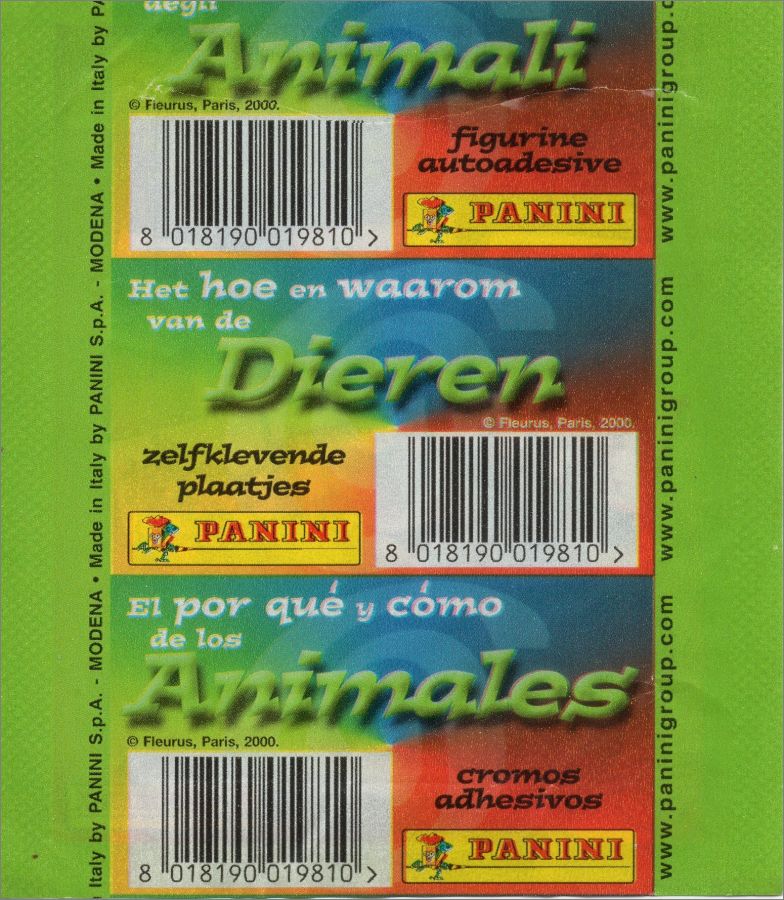 degli
Animali
© Fleurus, Paris, 2000.
figurine
autoadesive
8 018190 019810 >
PANINI
Het hoe en waarom
van de
Dieren
© Fleurus, Paris, 2000.
zelfklevende
plaatjes
PANINI
8 018190 019810 >
El por qué y cómo
de los
Animales
© Fleurus, Paris, 2000.
cromos
adhesivos
8 018190 019810 >
PANINI
Italy by PANINI S.p.A. - MODENA • Made in Italy by PANINI S.p.A. - MODENA • Made in Italy by PA
www.paninigroup.com
www.paninigroup.com
www.paninigroup.c